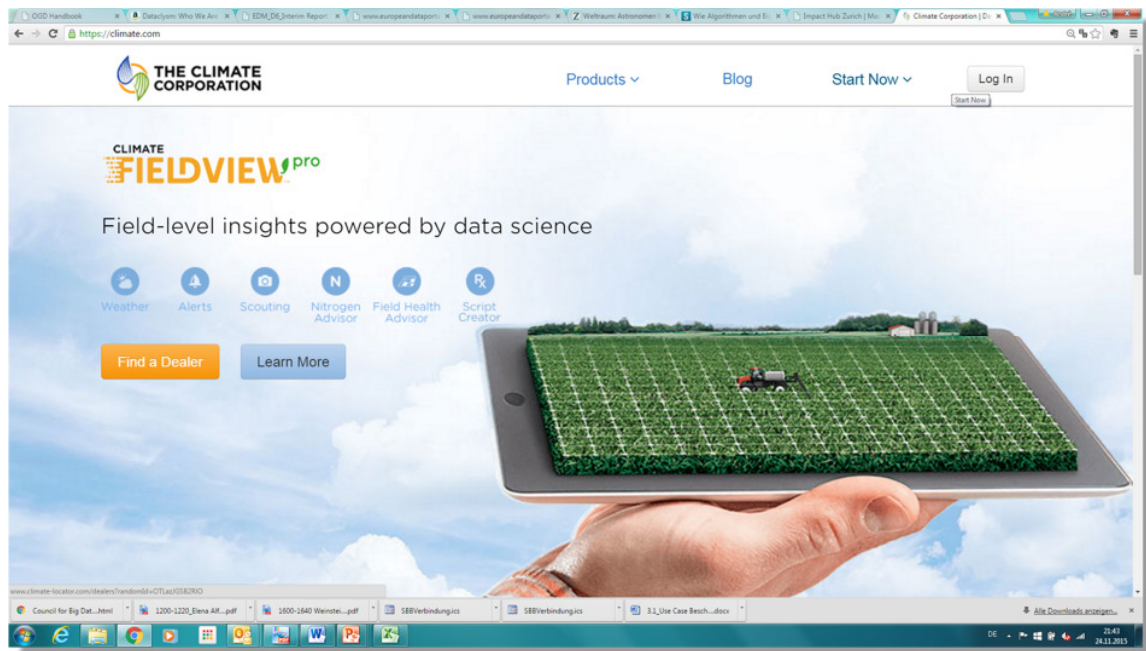 OGD Handbook
Dataclysm: Who We Are
EDM_D6_Interim Report
www.europeandataporta
www.europeandataporta
Weltraum: Astronomen
Wie Algorithmen und
Impact Hub Zurich | Mo
Climate Corporation | Do
https://climate.com
THE CLIMATE
CORPORATION
Products
Blog
Start Now
Log In
Start Now
CLIMATE
FIELDVIEW pro
Field-level insights powered by data science
Weather
Alerts
Scouting
N
Nitrogen
Advisor
Field Health
Advisor
Rx
Script
Creator
Find a Dealer
Learn More
Council for Big Dat....html
1200-1220_Elena Alf....pdf
1600-1640 Weinstei....pdf
SBBVerbindung.ics
SBBVerbindung.ics
3.1_Use Case Besch....docx
Alle Downloads anzeigen...
DE
21:43
24.11.2015